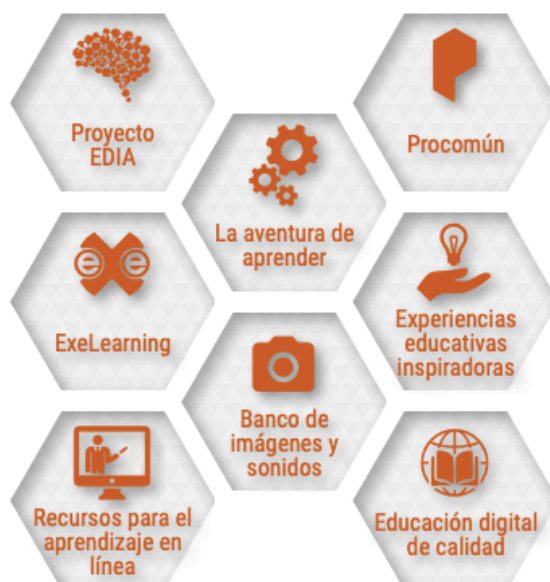 Proyecto
EDIA
Procomún
La aventura de
aprender
ExeLearning
Experiencias
educativas
inspiradoras
Banco de
imágenes y
sonidos
Recursos para el
aprendizaje en
línea
Educación digital
de calidad